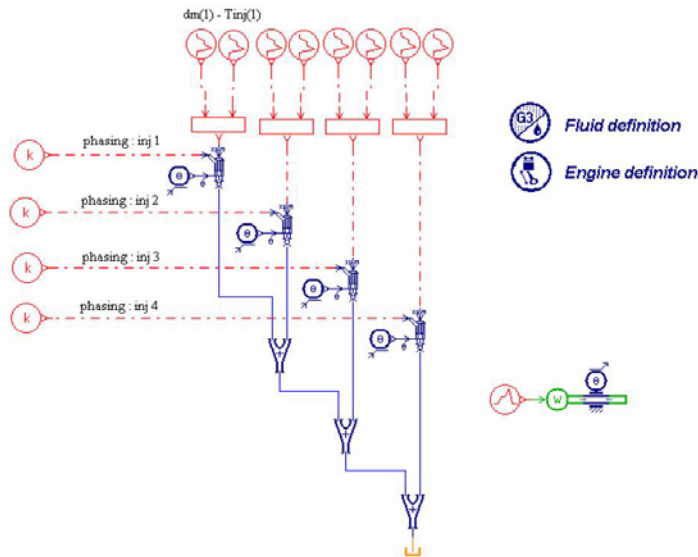 dm(1) - Tinj(1)
G3
Fluid definition
phasing : inj 1
k
θ
θ
Engine definition
phasing : inj 2
k
θ
θ
phasing : inj 3
k
θ
θ
phasing : inj 4
k
θ
θ
+
θ
W
+
+